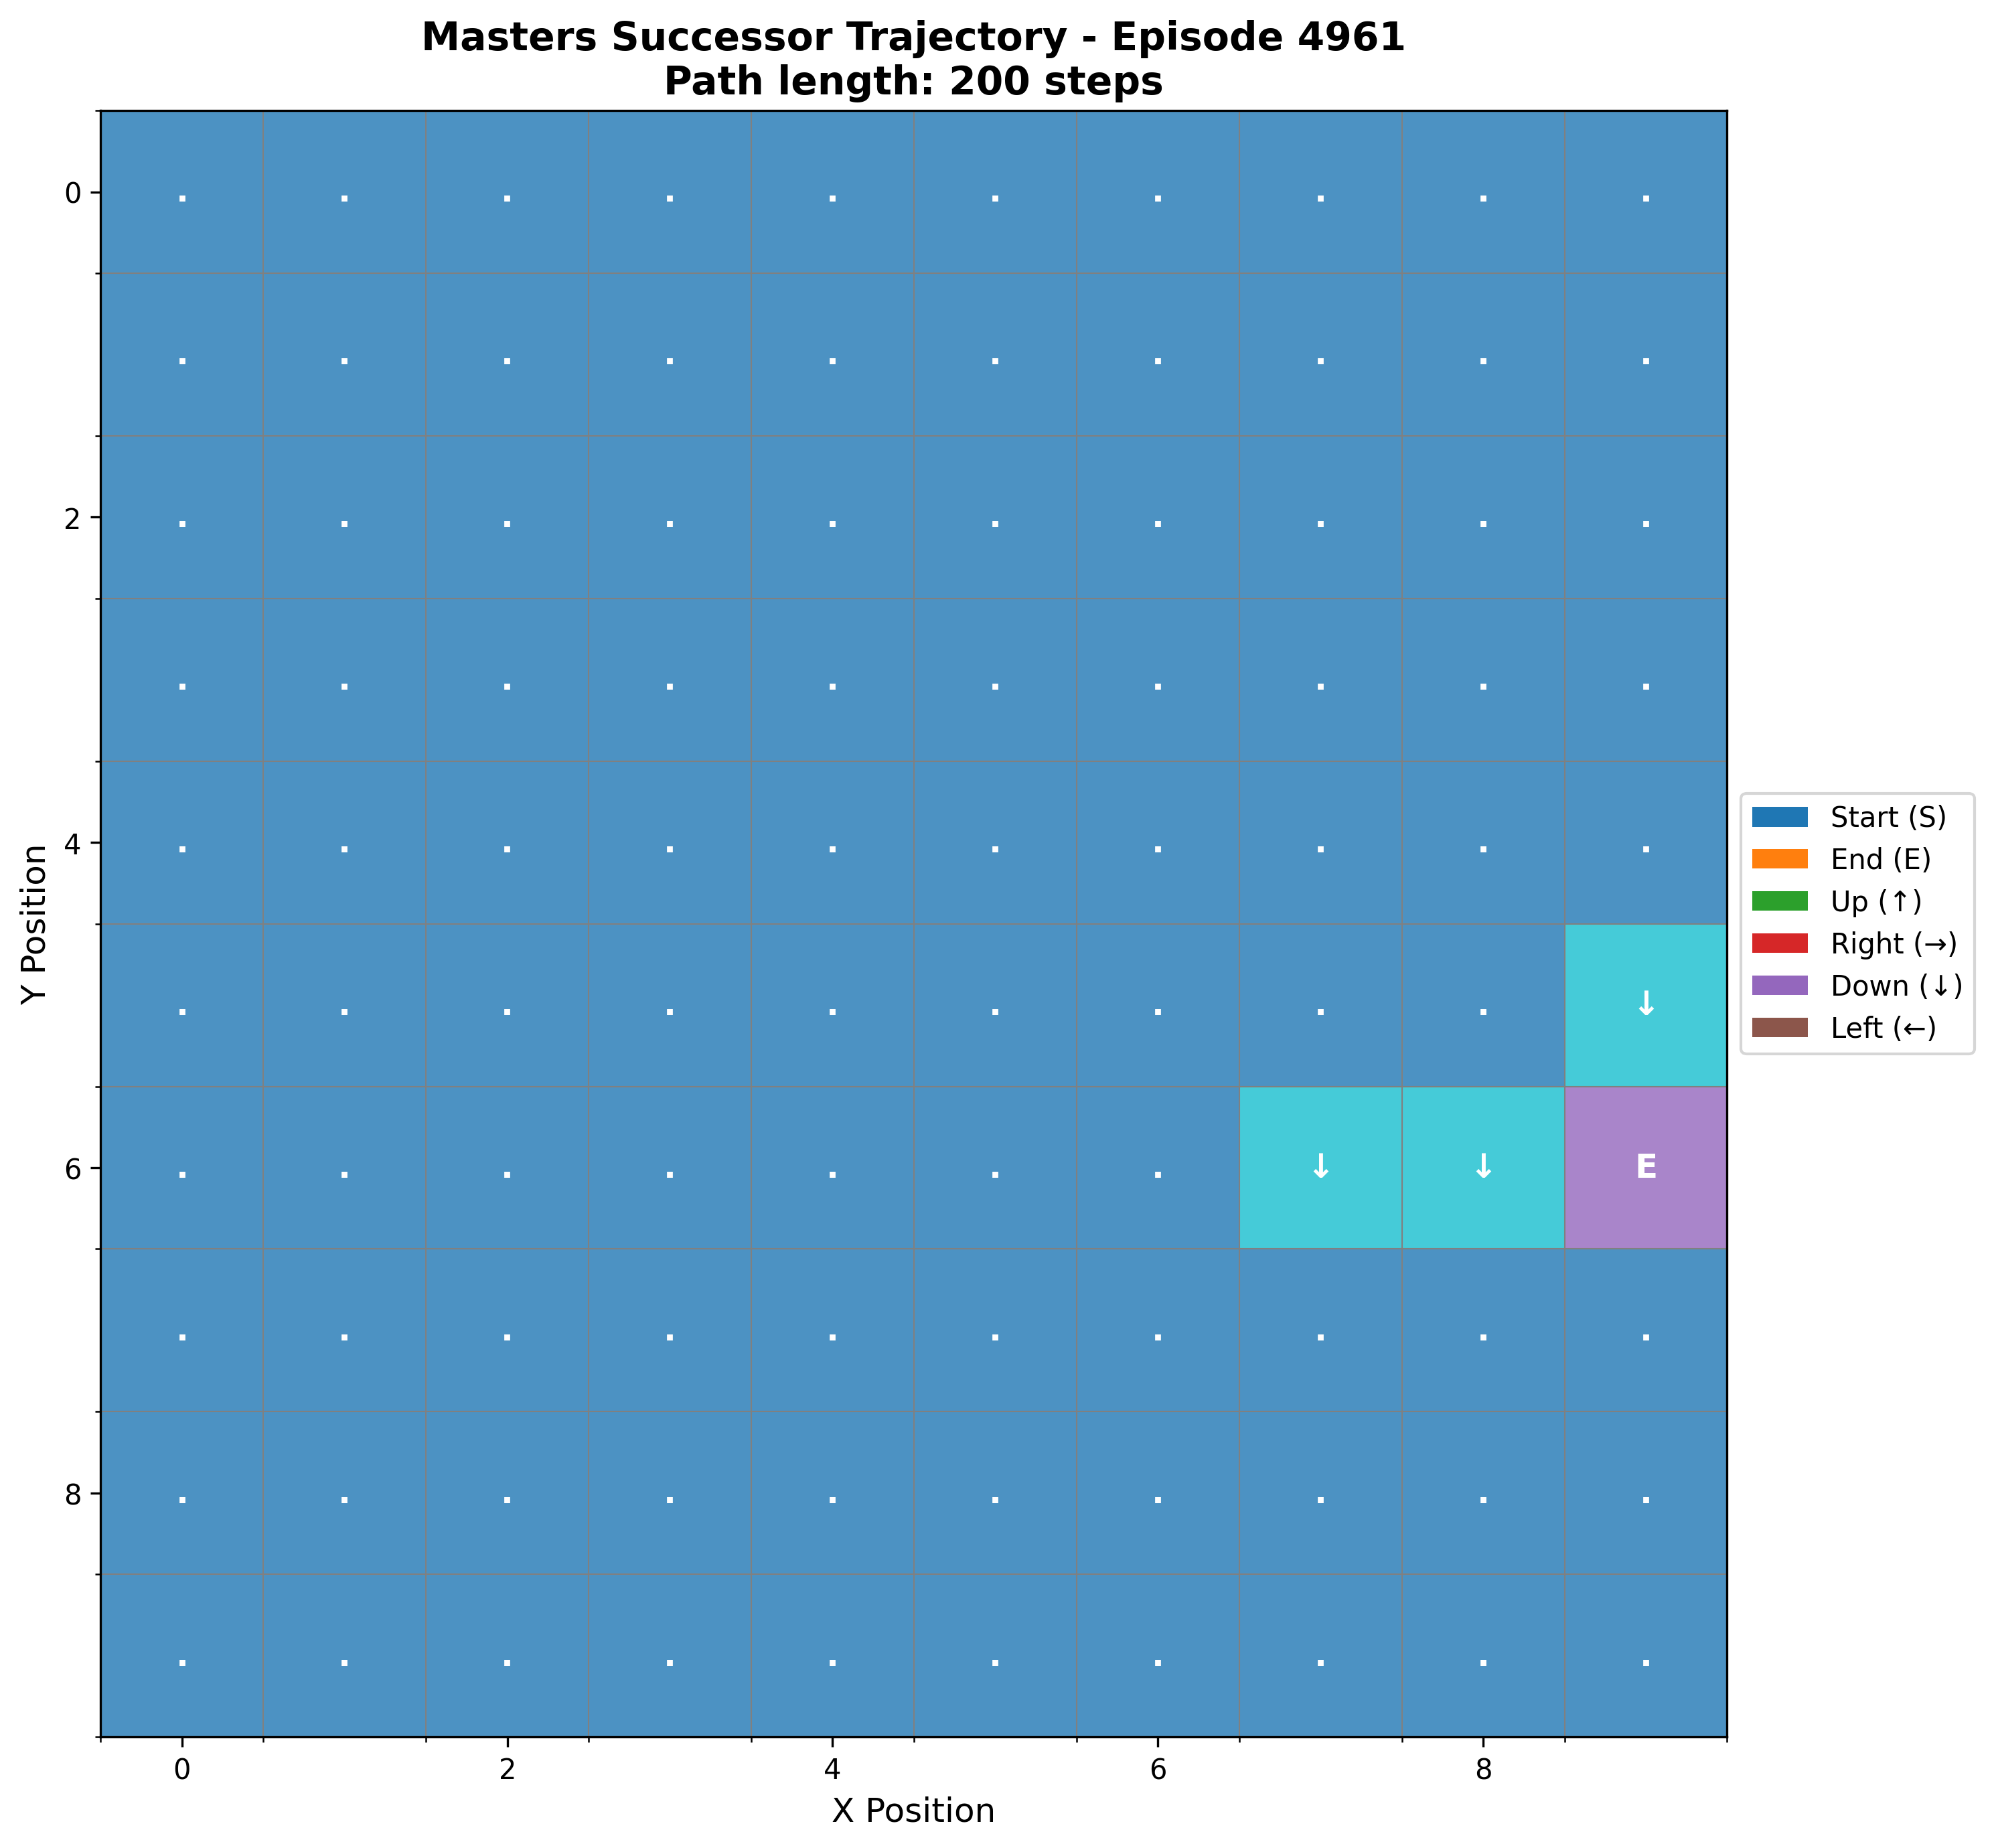 Masters Successor Trajectory - Episode 4961
Path length: 200 steps
0
2
4
Y Position
6
8
↓
↓ ↓ E
Start (S)
End (E)
Up (↑)
Right (→)
Down (↓)
Left (←)
0 2 4 6 8
X Position